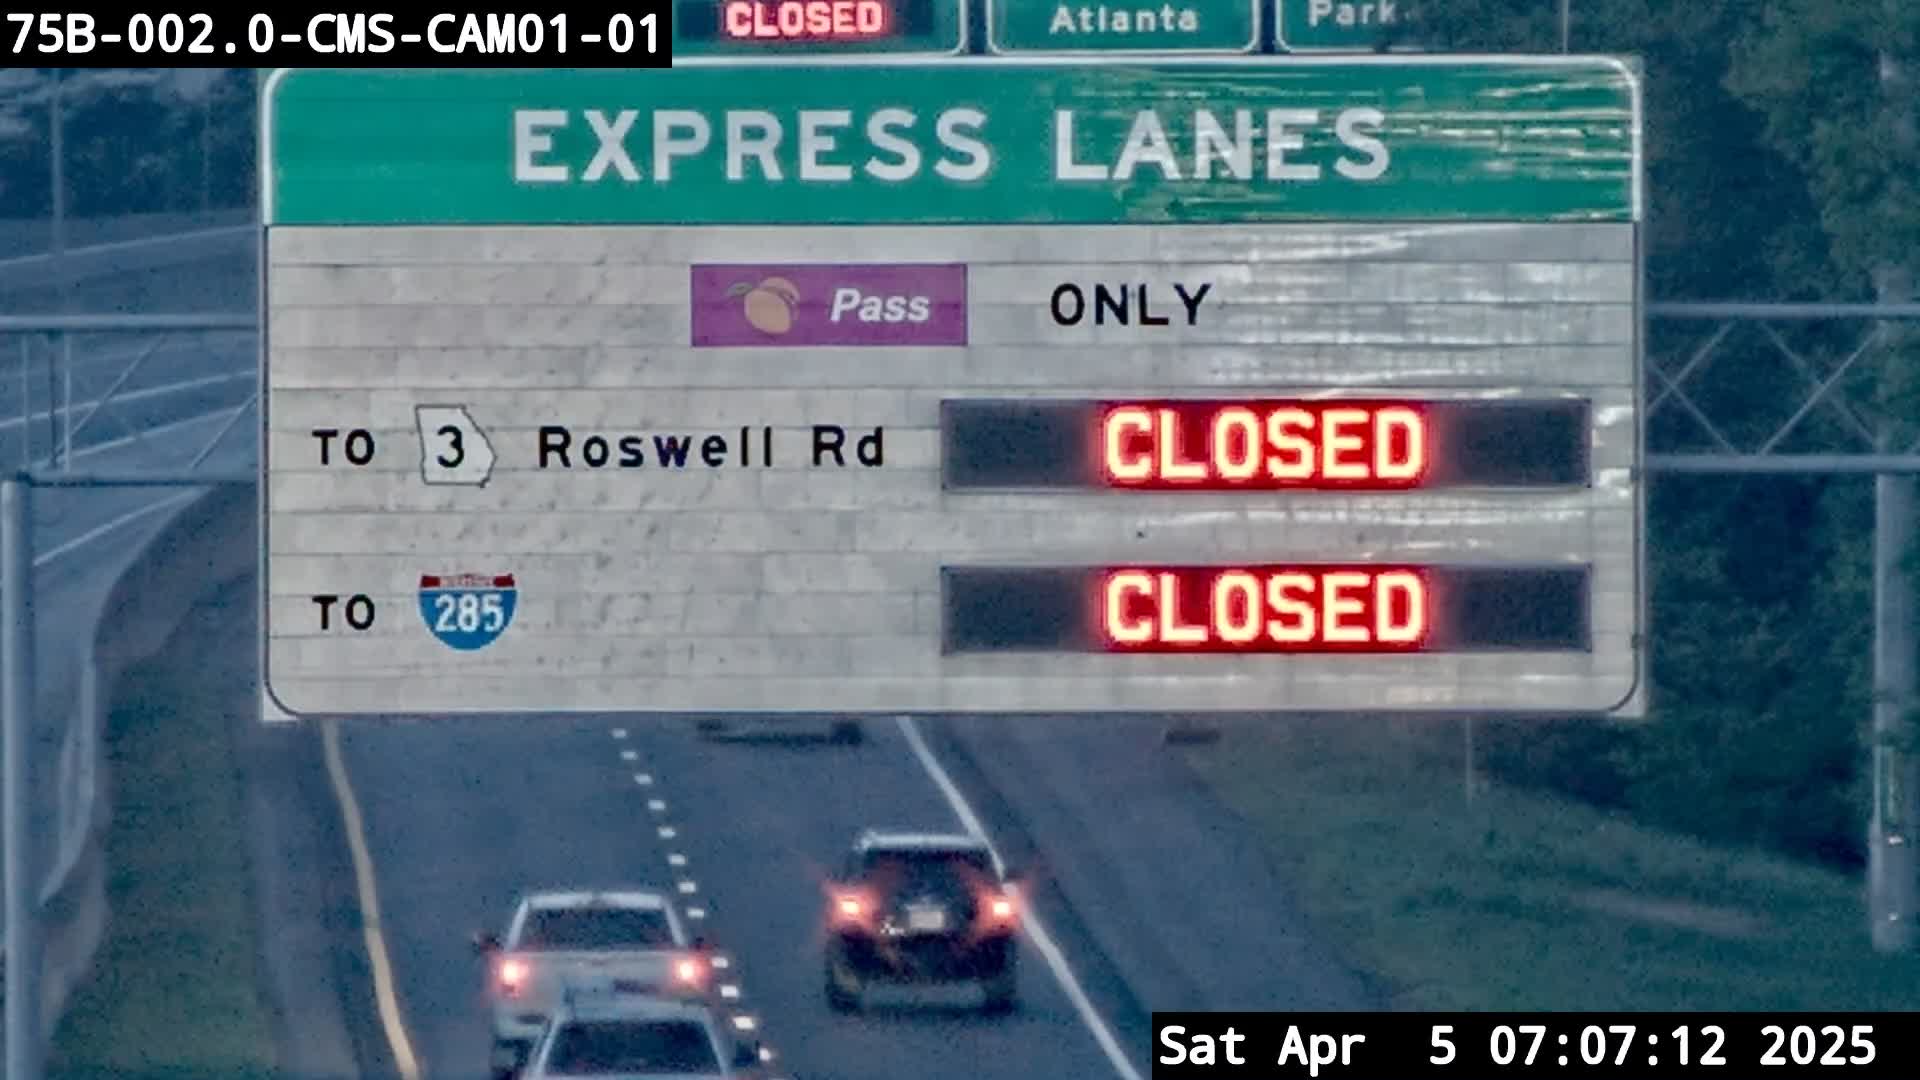 75B-002.0-CMS-CAM01-01
CLOSED
Atlanta
Park
EXPRESS LANES
Pass ONLY
TO 3 Roswell Rd CLOSED
TO 285 CLOSED
Sat Apr 5 07:07:12 2025